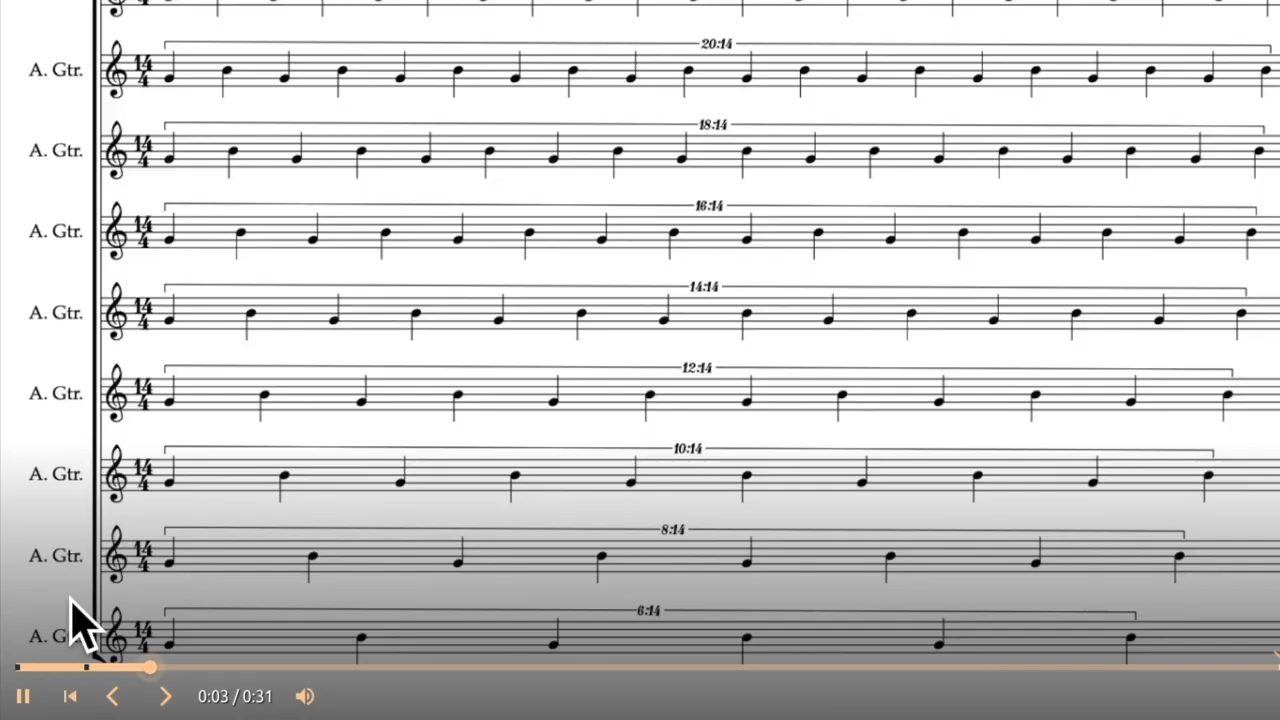 20:14
A. Gtr. 14 4
18:14
A. Gtr. 14 4
16:14
A. Gtr. 14 4
14:14
A. Gtr. 14 4
12:14
A. Gtr. 14 4
10:14
A. Gtr. 14 4
8:14
A. Gtr. 14 4
6:14
A. G 14 4
0:03 / 0:31